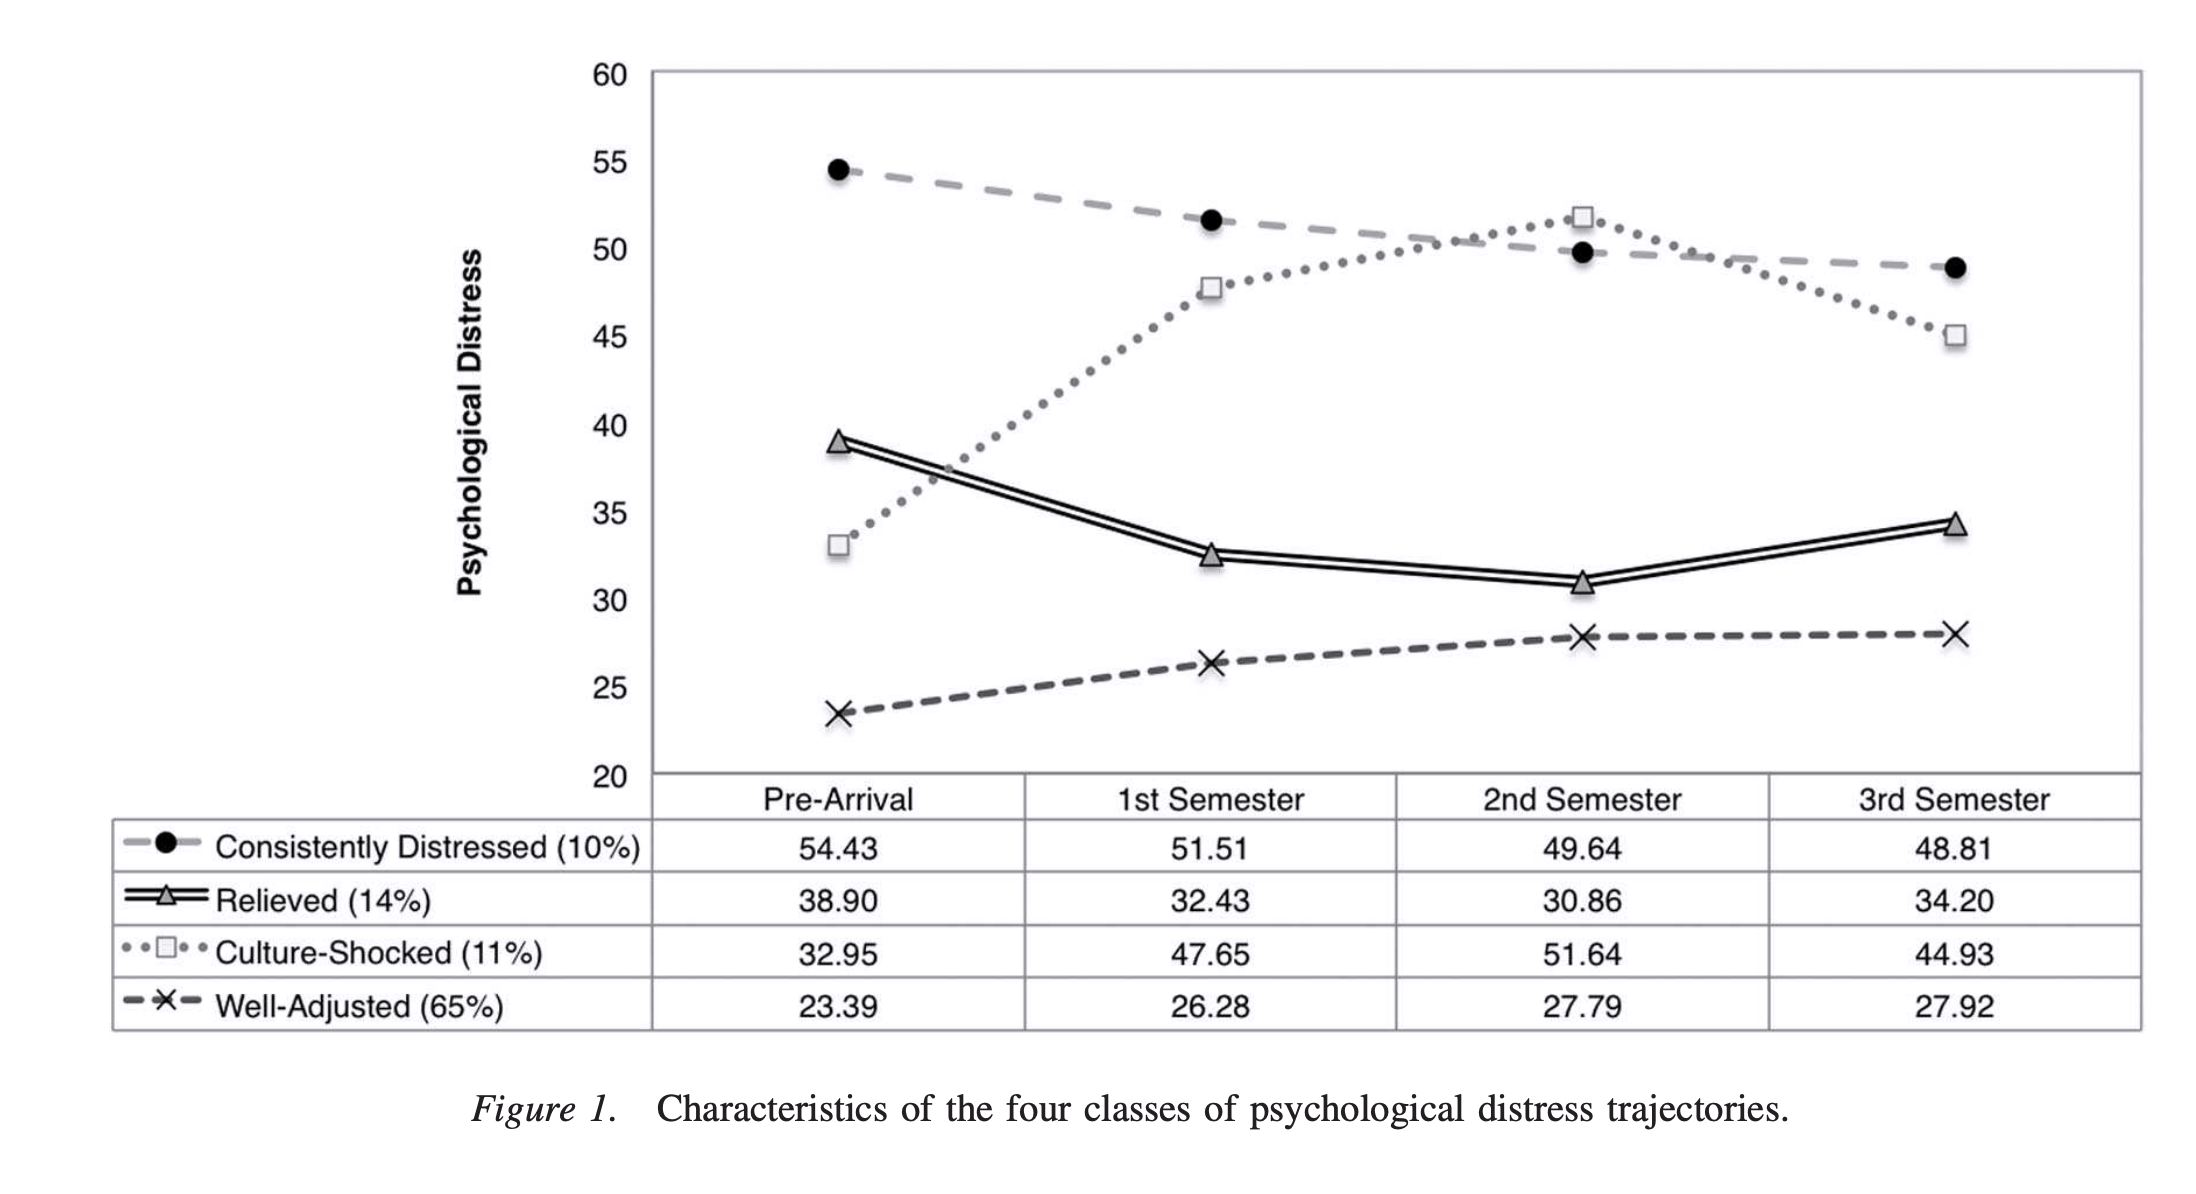 60
55
50
45
40
35
30
25
20
Psychological Distress
Pre-Arrival 1st Semester 2nd Semester 3rd Semester
Consistently Distressed (10%) 54.43 51.51 49.64 48.81
Relieved (14%) 38.90 32.43 30.86 34.20
Culture-Shocked (11%) 32.95 47.65 51.64 44.93
Well-Adjusted (65%) 23.39 26.28 27.79 27.92
Figure 1. Characteristics of the four classes of psychological distress trajectories.